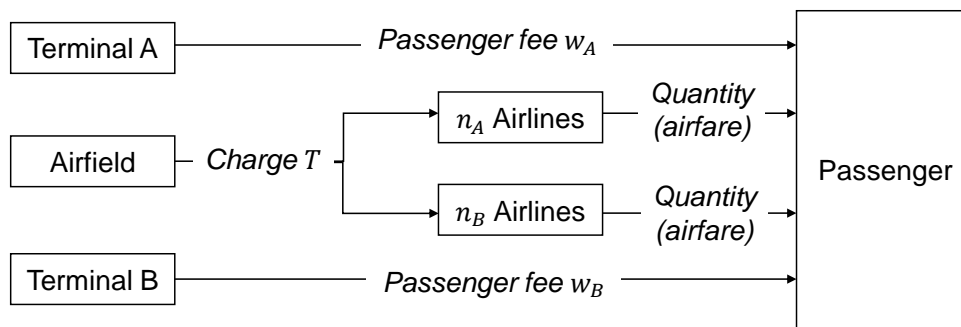 Terminal A
Passenger fee w_A
n_A Airlines
Quantity
(airfare)
Airfield
Charge T
Passenger
n_B Airlines
Quantity
(airfare)
Terminal B
Passenger fee w_B